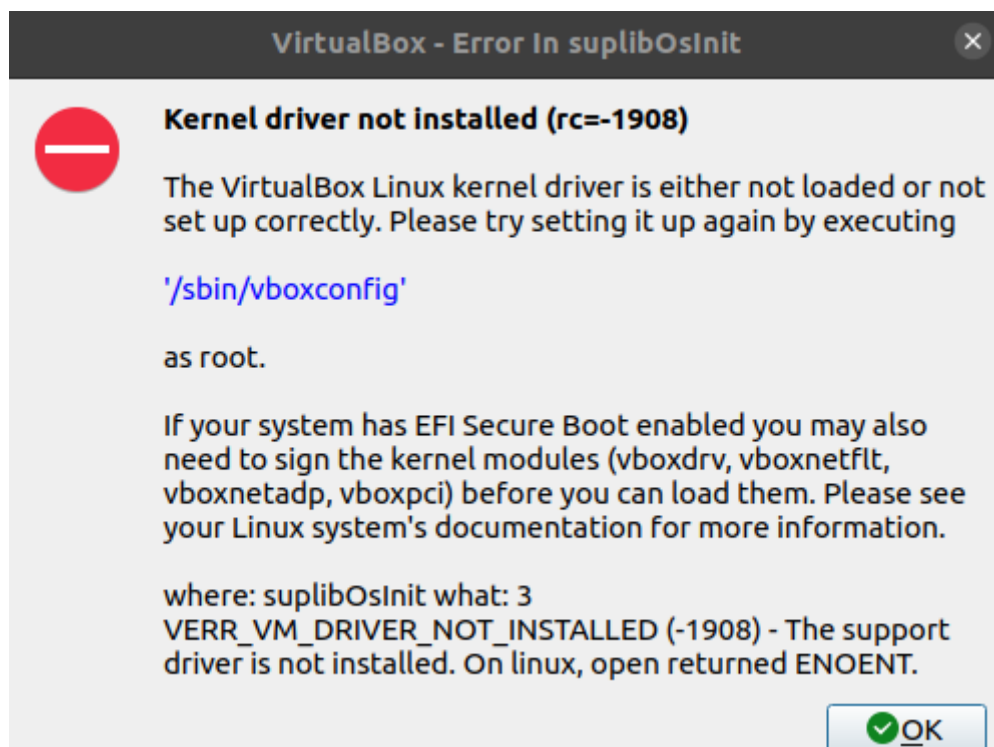 VirtualBox - Error In suplibOsInit
Kernel driver not installed (rc=-1908)
The VirtualBox Linux kernel driver is either not loaded or not
set up correctly. Please try setting it up again by executing
'/sbin/vboxconfig'
as root.
If your system has EFI Secure Boot enabled you may also
need to sign the kernel modules (vboxdrv, vboxnetflt,
vboxnetadp, vboxpci) before you can load them. Please see
your Linux system's documentation for more information.
where: suplibOsInit what: 3
VERR_VM_DRIVER_NOT_INSTALLED (-1908) - The support
driver is not installed. On linux, open returned ENOENT.
OK